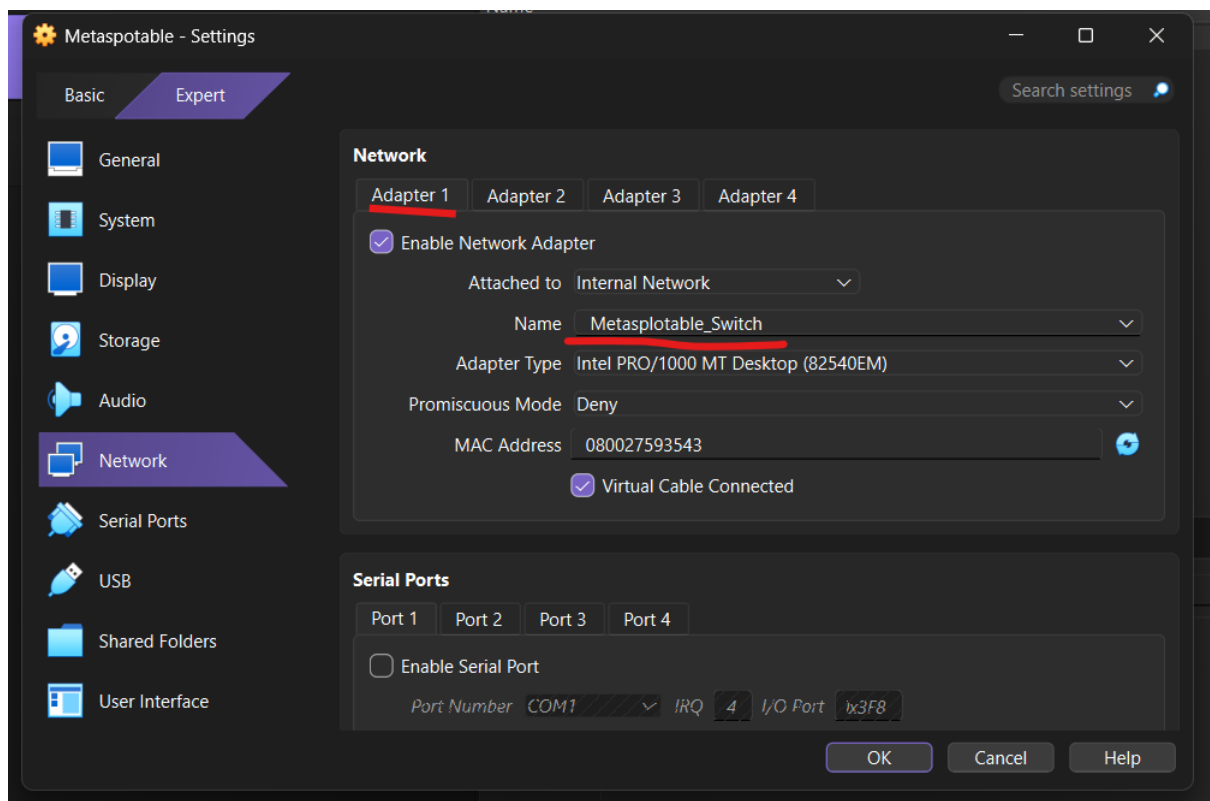 Name
Metaspotable - Settings
Basic Expert Search settings
General
System
Display
Storage
Audio
Network
Serial Ports
USB
Shared Folders
User Interface
Network
Adapter 1 Adapter 2 Adapter 3 Adapter 4
Enable Network Adapter
Attached to Internal Network
Name Metasplotable_Switch
Adapter Type Intel PRO/1000 MT Desktop (82540EM)
Promiscuous Mode Deny
MAC Address 080027593543
Virtual Cable Connected
Serial Ports
Port 1 Port 2 Port 3 Port 4
Enable Serial Port
Port Number COM1 IRQ 4 I/O Port 0x3F8
OK Cancel Help